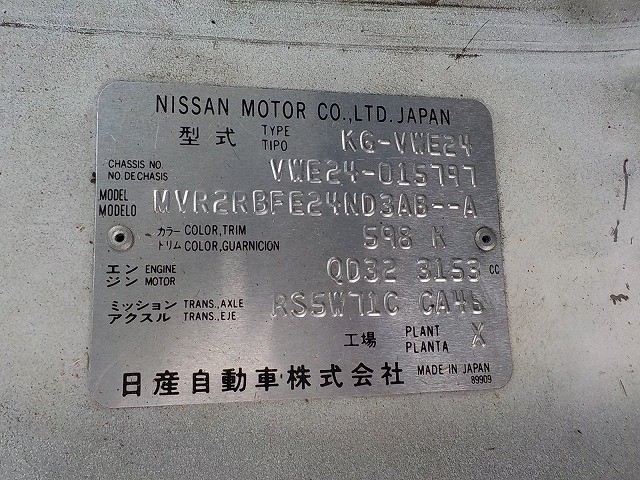 NISSAN MOTOR CO.,LTD. JAPAN
型式 TYPE TIPO KG-VWE24
CHASSIS NO. NO. DE CHASIS VWE24-015797
MODEL MODELO MVR2RBFE24ND3AB--A
カラー トリム COLOR,TRIM COLOR,GUARNICION 598 K
エンジン ENGINE MOTOR QD32 3153 CC
ミッション アクスル TRANS.,AXLE TRANS.,EJE RS5W71C CA46
工場 PLANT PLANTA X
日産自動車株式会社 MADE IN JAPAN
89909